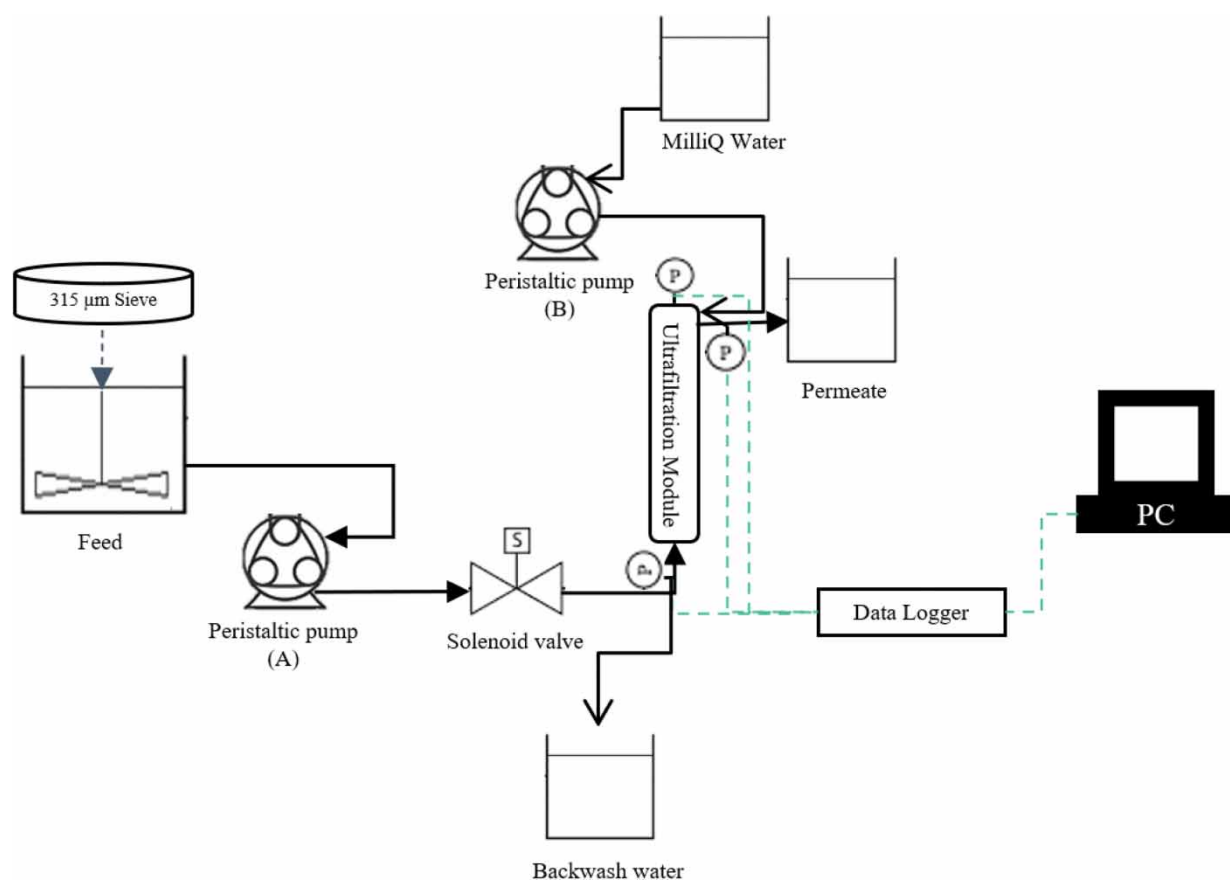 MilliQ Water
Peristaltic pump
(B)
315 µm Sieve
P
P
Ultrafiltration Module
Permeate
Feed
PC
S
Peristaltic pump
(A)
Solenoid valve
Data Logger
Backwash water